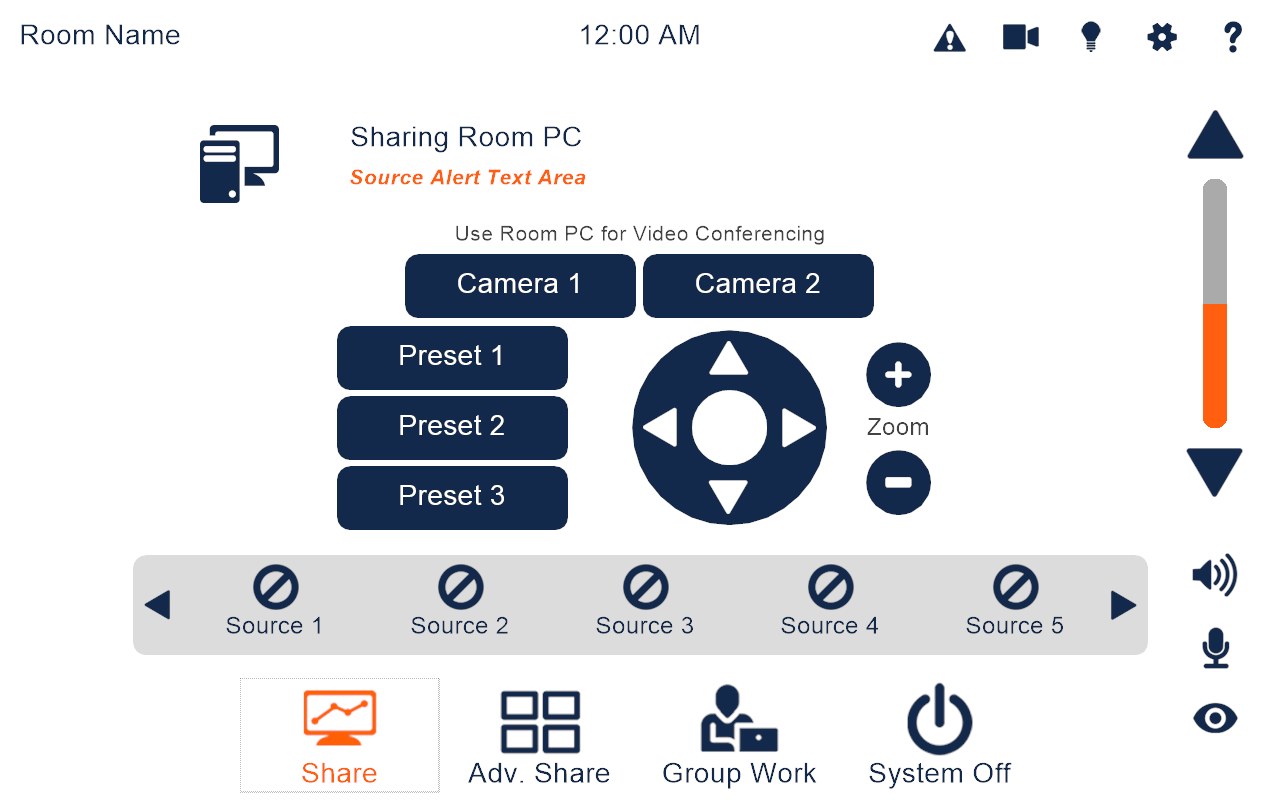 Room Name
12:00 AM
Sharing Room PC
Source Alert Text Area
Use Room PC for Video Conferencing
Camera 1
Camera 2
Preset 1
Preset 2
Preset 3
Zoom
Source 1
Source 2
Source 3
Source 4
Source 5
Share
Adv. Share
Group Work
System Off